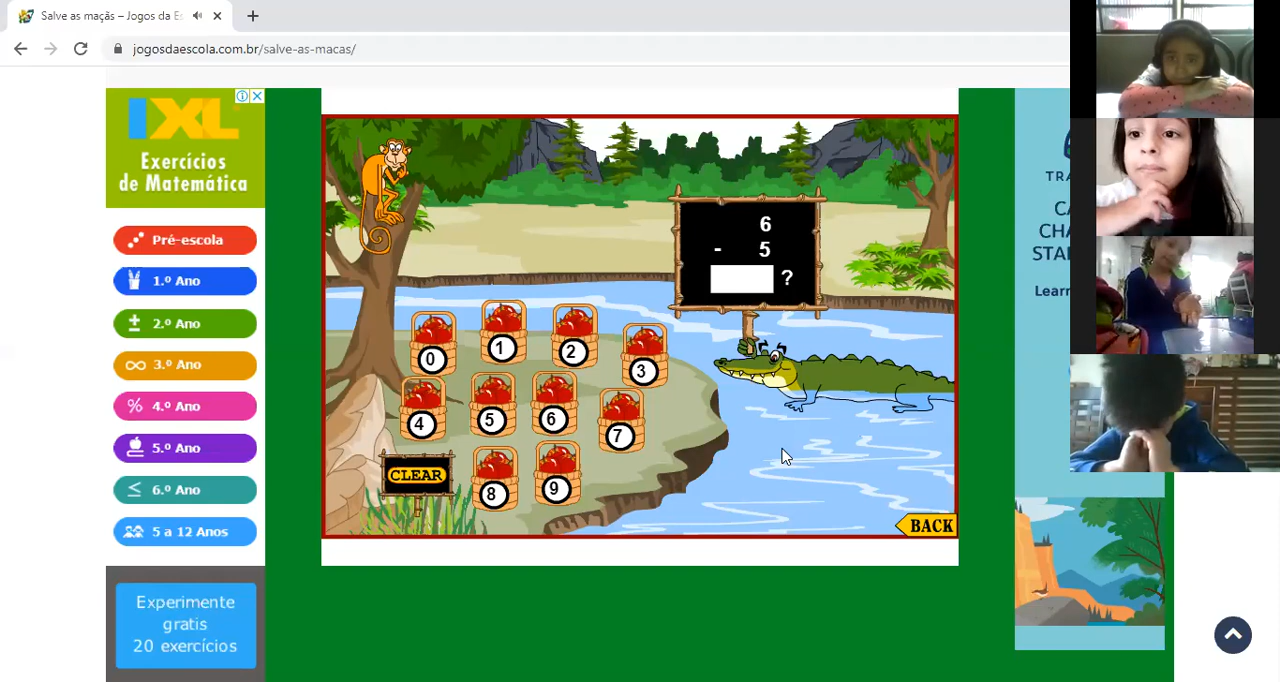 Salve as maçãs – Jogos da Es
jogosdaescola.com.br/salve-as-macas/
IXL
Exercícios
de Matemática
Pré-escola
1.º Ano
2.º Ano
3.º Ano
% 4.º Ano
5.º Ano
≤ 6.º Ano
5 a 12 Anos
Experimente
gratis
20 exercícios
6
- 5
?
0
1
2
3
4
5
6
7
CLEAR
8
9
BACK
TRA
CA
CHA
STA
Learn